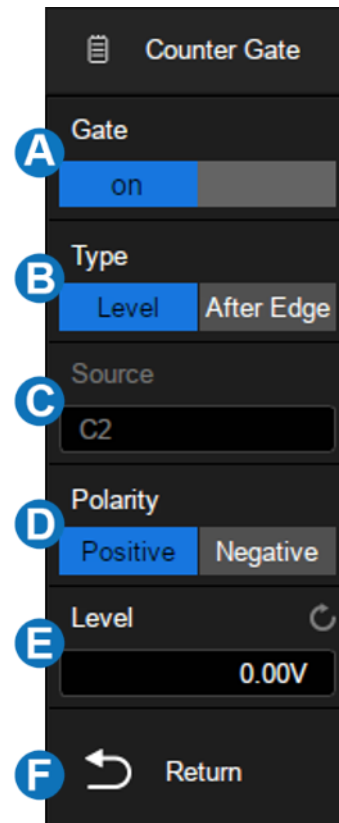 Counter Gate
A
Gate
on
B
Type
Level After Edge
C
Source
C2
D
Polarity
Positive Negative
E
Level
0.00V
F
Return